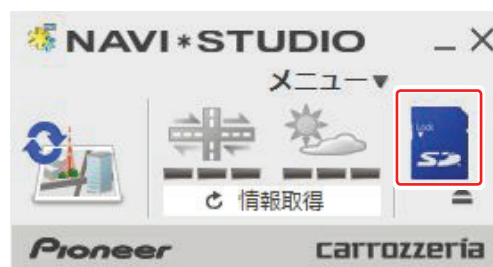 NAVI*STUDIO
メニュー▼
Lock
SD
情報取得
Pioneer
carrozzeria